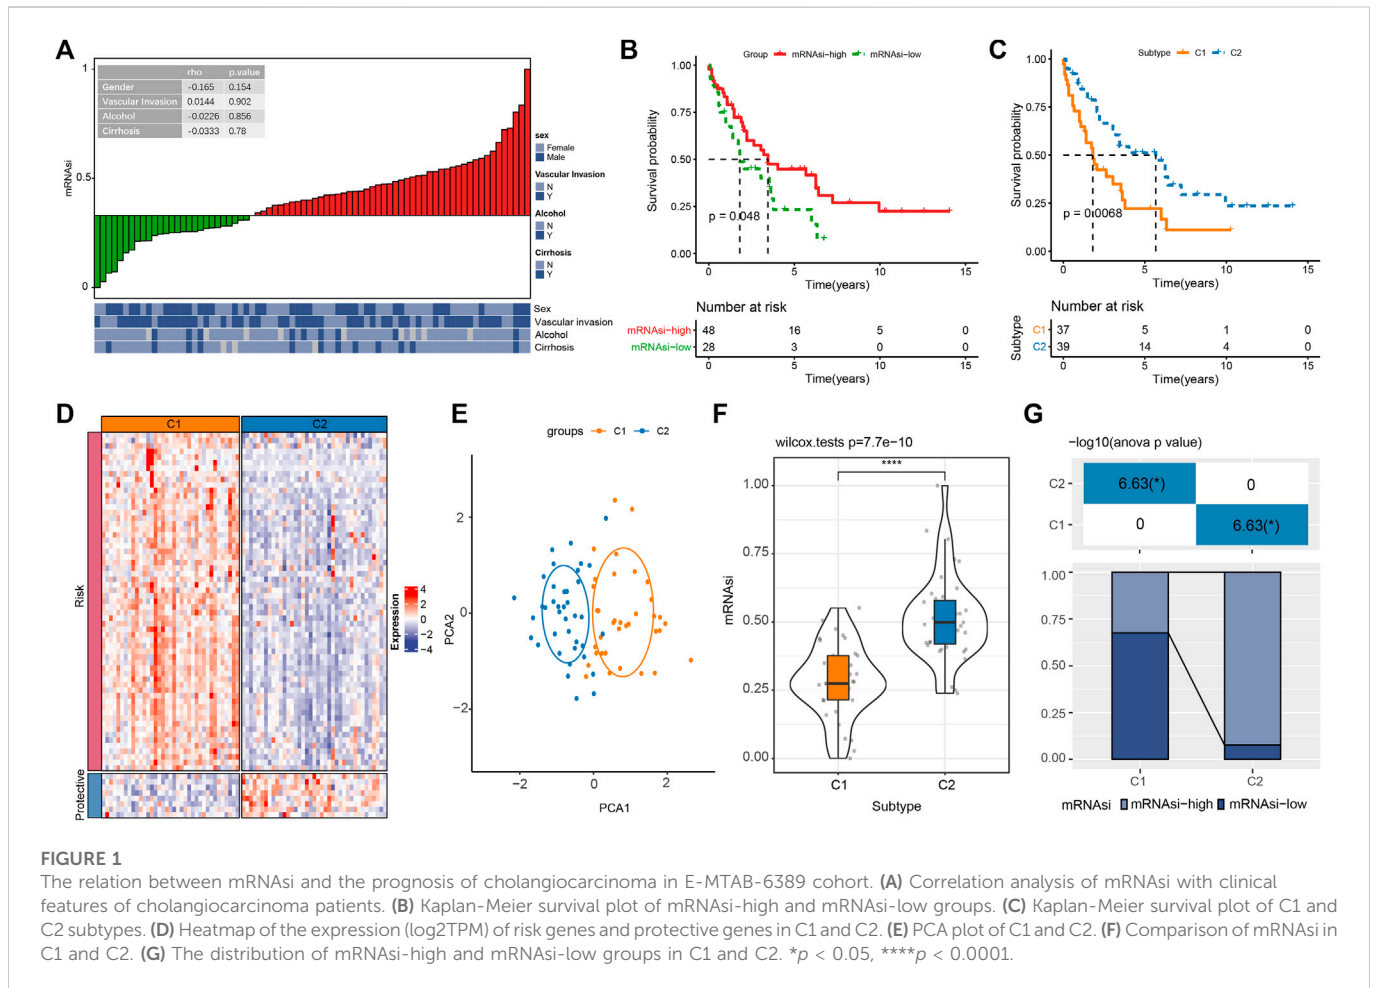 A
rho p.value
Gender -0.165 0.154
Vascular Invasion 0.0144 0.902
Alcohol -0.0226 0.856
Cirrhosis -0.0333 0.78
mRNAsi
1
0.5
0
sex
Female
Male
Vascular Invasion
N
Y
Alcohol
N
Y
Cirrhosis
N
Y
Sex
Vascular invasion
Alcohol
Cirrhosis
B
Group mRNAsi-high mRNAsi-low
Survival probability
1.00
0.75
0.50
0.25
0.00
p = 0.048
0 5 10 15
Time(years)
Number at risk
mRNAsi-high 48 16 5 0
mRNAsi-low 28 3 0 0
0 5 10 15
Time(years)
C
Subtype C1 C2
Survival probability
1.00
0.75
0.50
0.25
0.00
p = 0.0068
0 5 10 15
Time(years)
Number at risk
Subtype
C1 37 5 1 0
C2 39 14 4 0
0 5 10 15
Time(years)
D
C1 C2
Risk
Protective
Expression
4
2
0
-2
-4
E
groups C1 C2
PCA2
2
0
-2
-2 0 2
PCA1
F
wilcox.tests p=7.7e-10
****
mRNAsi
1.00
0.75
0.50
0.25
0.00
C1 C2
Subtype
G
-log10(anova p value)
C2 6.63(*) 0
C1 0 6.63(*)
1.00
0.75
0.50
0.25
0.00
C1 C2
mRNAsi mRNAsi-high mRNAsi-low
FIGURE 1
The relation between mRNAsi and the prognosis of cholangiocarcinoma in E-MTAB-6389 cohort. (A) Correlation analysis of mRNAsi with clinical
features of cholangiocarcinoma patients. (B) Kaplan-Meier survival plot of mRNAsi-high and mRNAsi-low groups. (C) Kaplan-Meier survival plot of C1 and
C2 subtypes. (D) Heatmap of the expression (log2TPM) of risk genes and protective genes in C1 and C2. (E) PCA plot of C1 and C2. (F) Comparison of mRNAsi in
C1 and C2. (G) The distribution of mRNAsi-high and mRNAsi-low groups in C1 and C2. *p < 0.05, ****p < 0.0001.